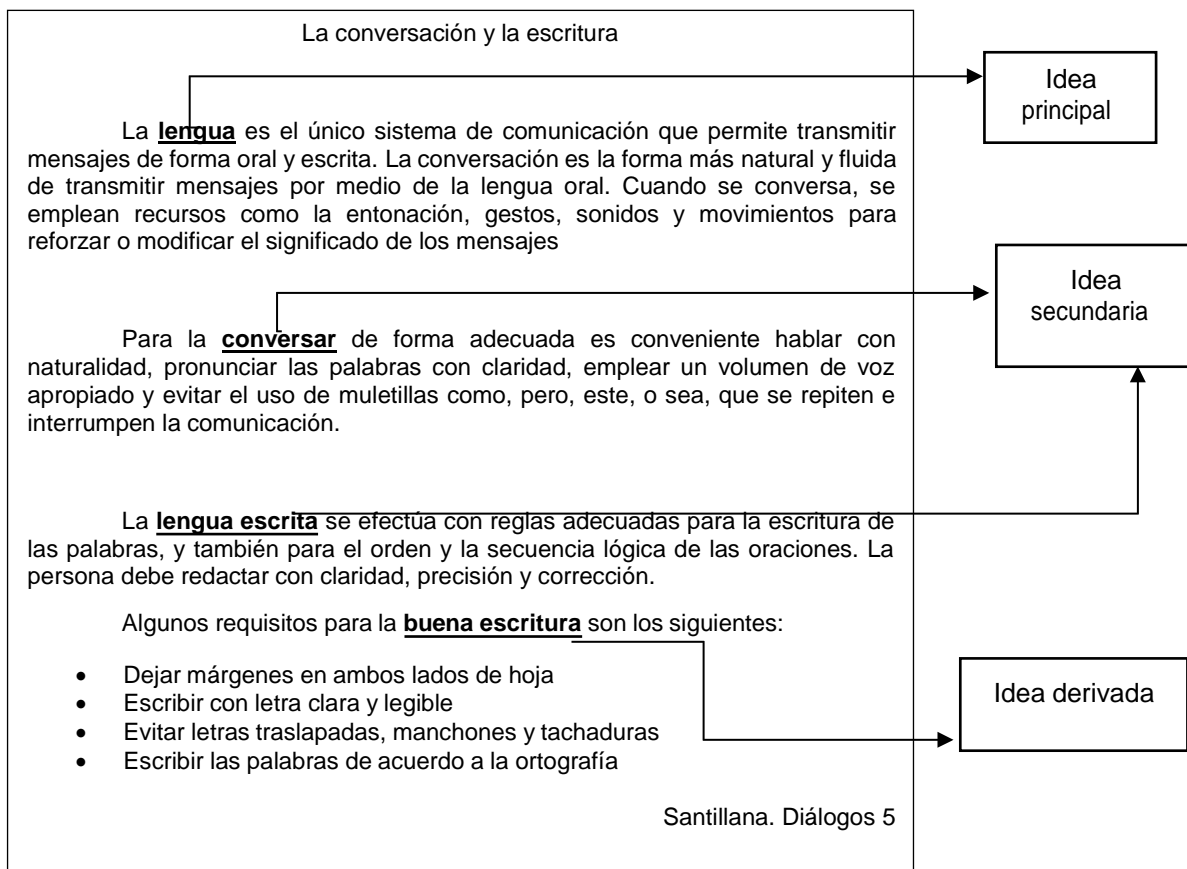 La conversación y la escritura
Idea
principal
La lengua es el único sistema de comunicación que permite transmitir
mensajes de forma oral y escrita. La conversación es la forma más natural y fluida
de transmitir mensajes por medio de la lengua oral. Cuando se conversa, se
emplean recursos como la entonación, gestos, sonidos y movimientos para
reforzar o modificar el significado de los mensajes
Idea
secundaria
Para la conversar de forma adecuada es conveniente hablar con
naturalidad, pronunciar las palabras con claridad, emplear un volumen de voz
apropiado y evitar el uso de muletillas como, pero, este, o sea, que se repiten e
interrumpen la comunicación.
La lengua escrita se efectúa con reglas adecuadas para la escritura de
las palabras, y también para el orden y la secuencia lógica de las oraciones. La
persona debe redactar con claridad, precisión y corrección.
Algunos requisitos para la buena escritura son los siguientes:
• Dejar márgenes en ambos lados de hoja
• Escribir con letra clara y legible
• Evitar letras traslapadas, manchones y tachaduras
• Escribir las palabras de acuerdo a la ortografía
Idea derivada
Santillana. Diálogos 5